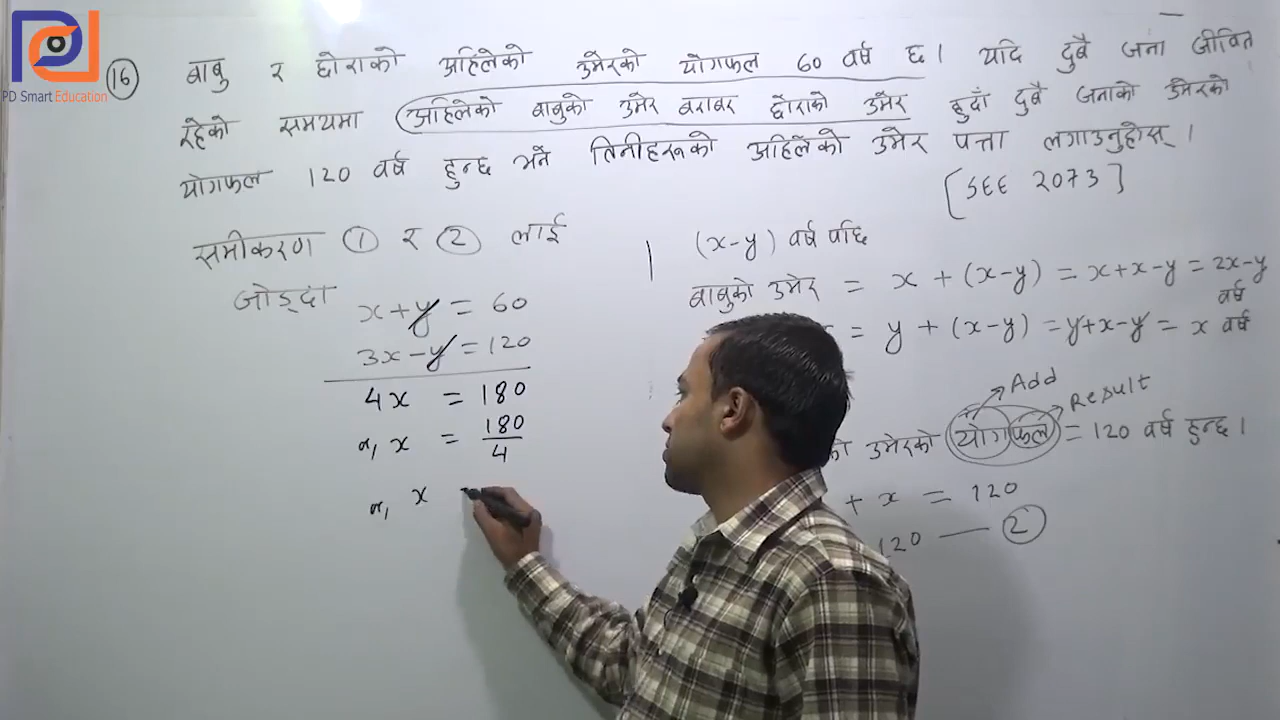 PD Smart Education
(16) बाबु र छोराको अहिलेको उमेरको योगफल 60 वर्ष छ। यदि दुबै जना जीवित
रहेको समयमा अहिलेको बाबुको उमेर बराबर छोराको उमेर हुदाँ दुबै जनाको उमेरको
योगफल 120 वर्ष हुन्छ भने तिनीहरूको अहिलेको उमेर पत्ता लगाउनुहोस्।
[SEE 2073]
समीकरण (1) र (2) लाई
जोड्दा
x+y = 60
3x-y = 120
4x = 180
or, x = 180/4
or, x
(x-y) वर्ष पछि
बाबुको उमेर = x + (x-y) = x+x-y = 2x-y
वर्ष
= y + (x-y) = y+x-y = x वर्ष
Add
Result
को उमेरको योगफल = 120 वर्ष हुन्छ।
+ x = 120
120 — (2)